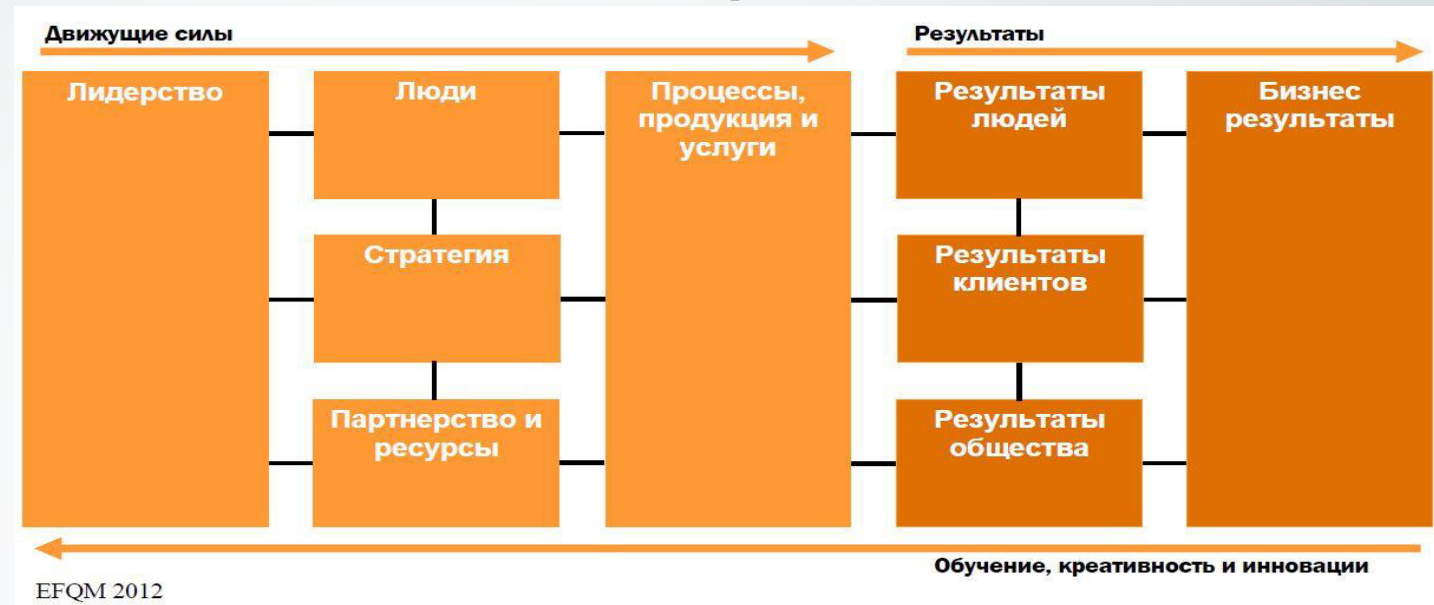 Движущие силы
Результаты
Лидерство
Люди
Процессы,
продукция и
услуги
Результаты
людей
Бизнес
результаты
Стратегия
Результаты
клиентов
Партнерство и
ресурсы
Результаты
общества
Обучение, креативность и инновации
EFQM 2012